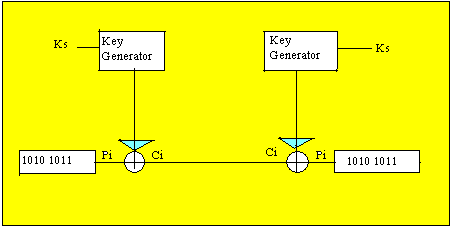 Ks
Key
Generator
Key
Generator
Ks
1010 1011
Pi
Ci
Ci
Pi
1010 1011